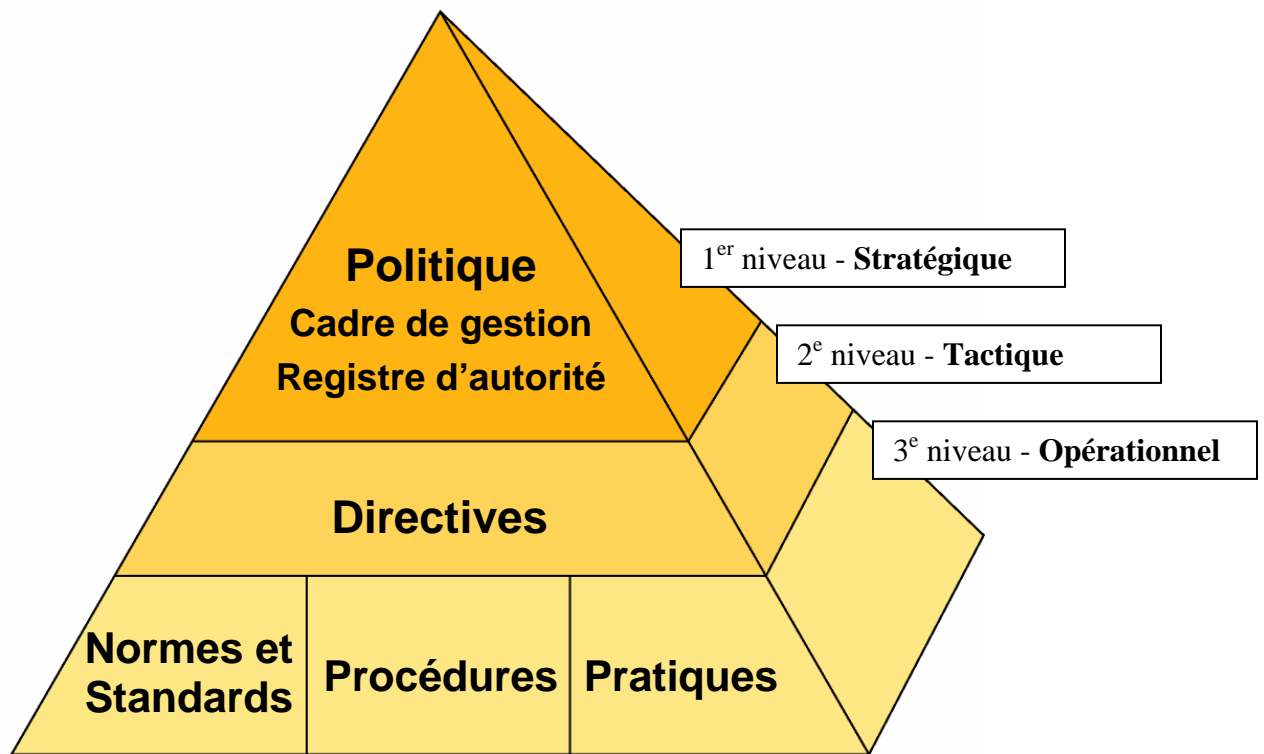 Politique
Cadre de gestion
Registre d'autorité
1er niveau - Stratégique
2e niveau - Tactique
3e niveau - Opérationnel
Directives
Normes et
Standards
Procédures
Pratiques